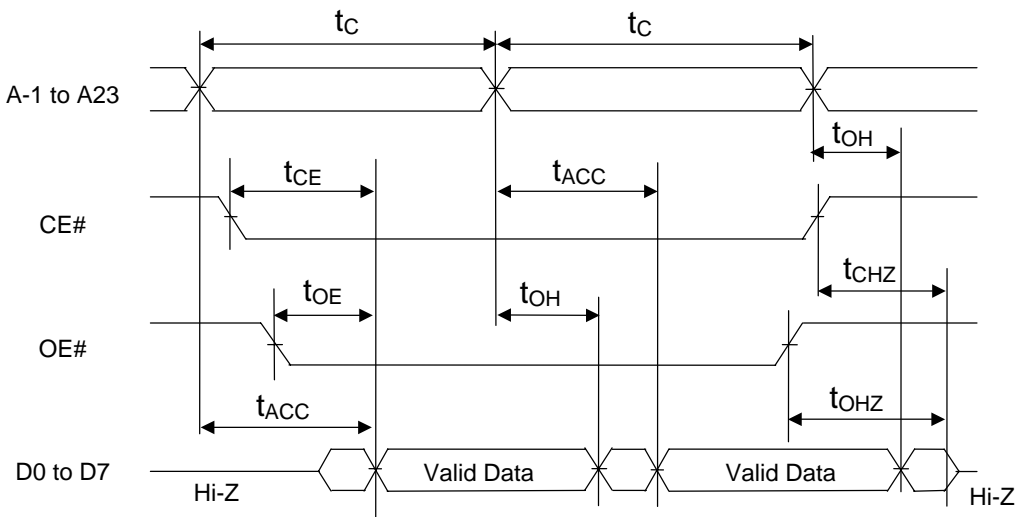 tC tC
A-1 to A23
tOH
tCE tACC
CE#
tCHZ
tOE tOH
OE#
tOHZ
tACC
D0 to D7 Valid Data Valid Data
Hi-Z Hi-Z